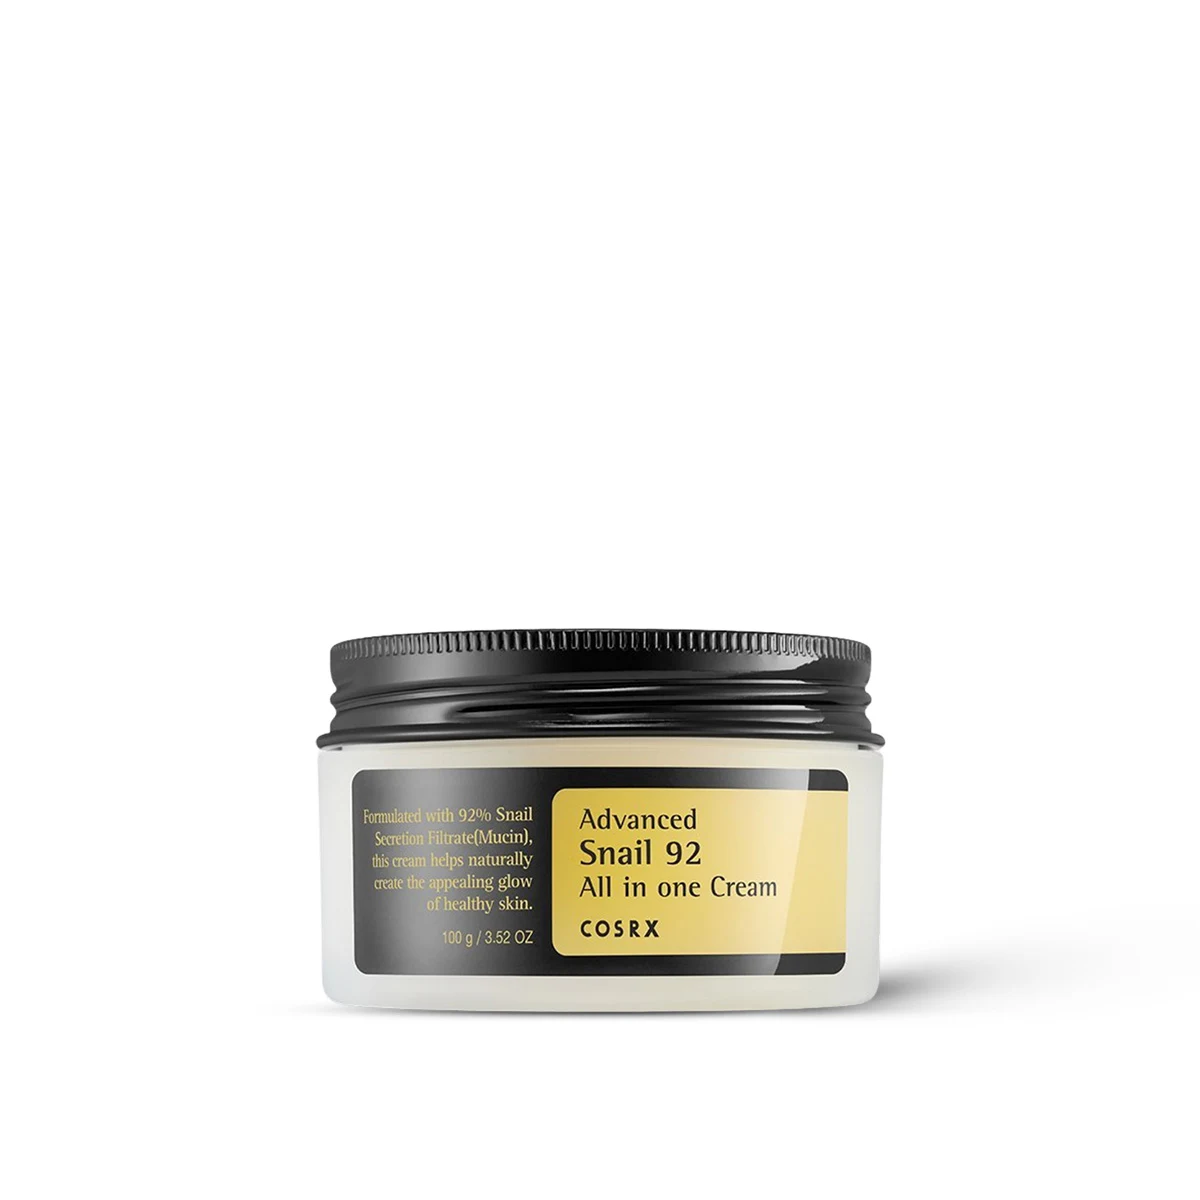 Formulated with 92% Snail
Secretion Filtrate(Mucin),
this cream helps naturally
create the appealing glow
of healthy skin.
100 g / 3.52 OZ
Advanced
Snail 92
All in one Cream
COSRX